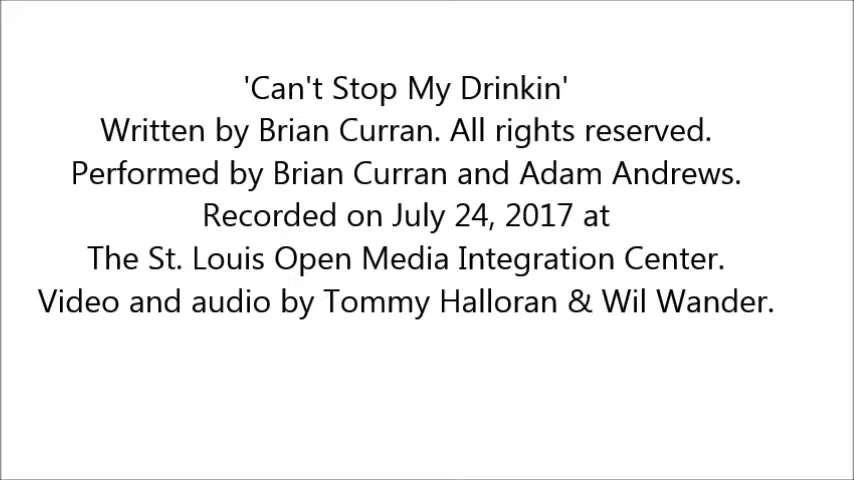 'Can't Stop My Drinkin'
Written by Brian Curran. All rights reserved.
Performed by Brian Curran and Adam Andrews.
Recorded on July 24, 2017 at
The St. Louis Open Media Integration Center.
Video and audio by Tommy Halloran & Wil Wander.